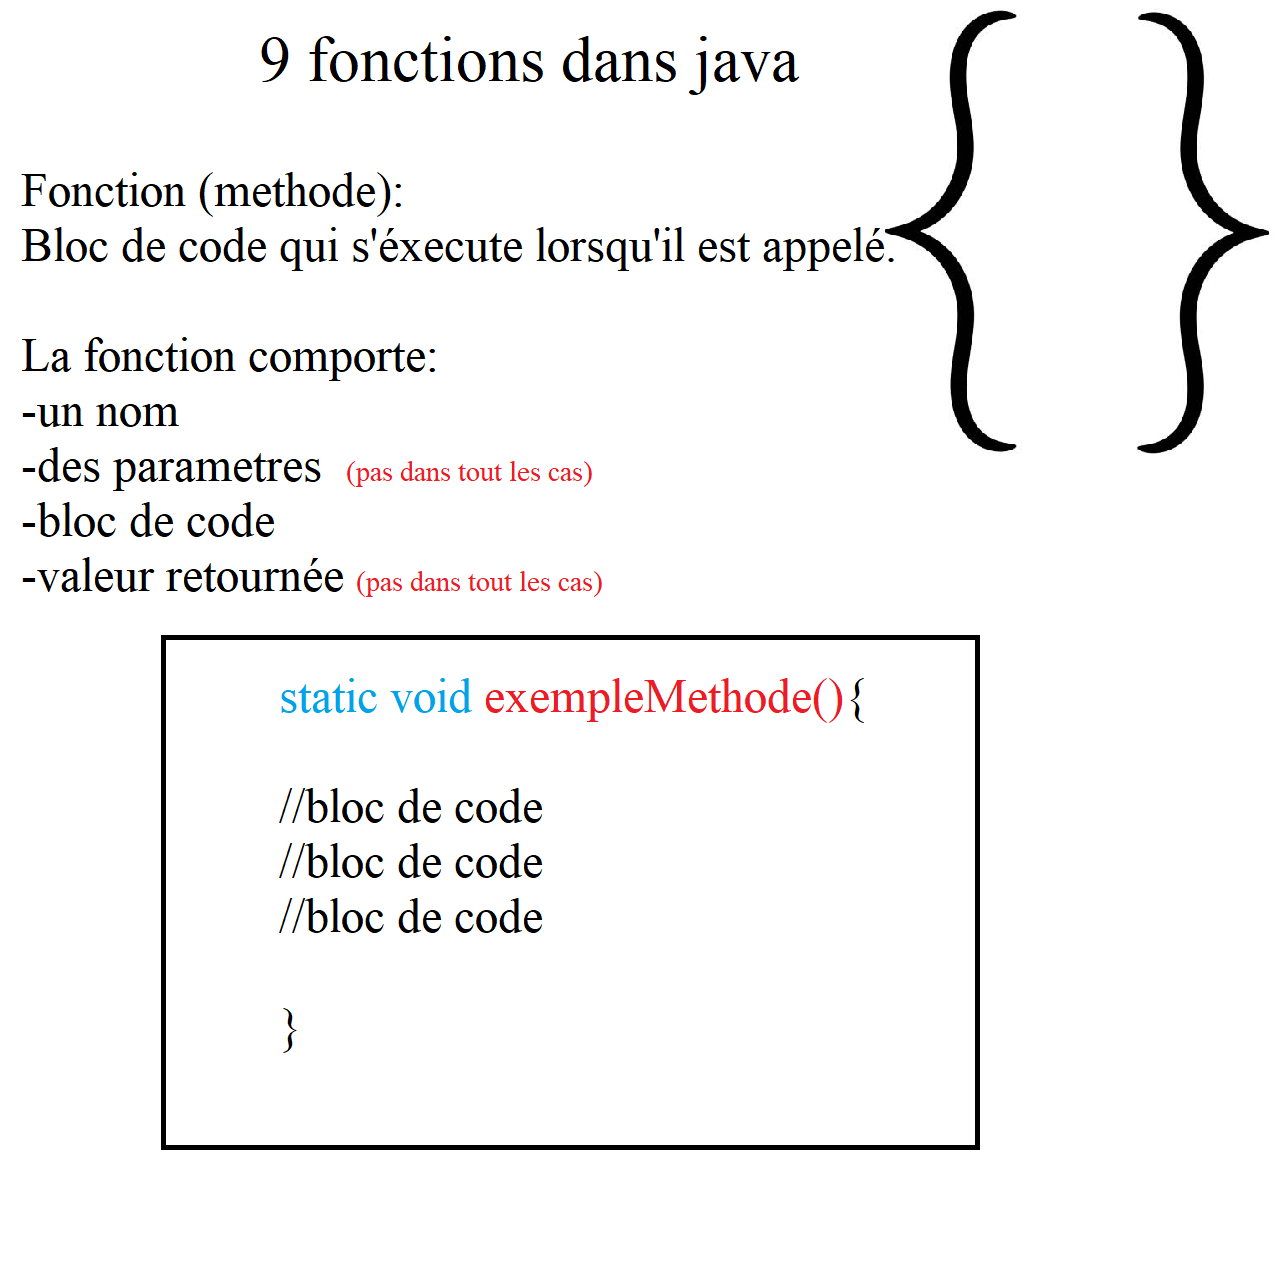 9 fonctions dans java
Fonction (methode):
Bloc de code qui s'éxecute lorsqu'il est appelé.
La fonction comporte:
-un nom
-des parametres (pas dans tout les cas)
-bloc de code
-valeur retournée (pas dans tout les cas)
static void exempleMethode(){
//bloc de code
//bloc de code
//bloc de code
}
{ }